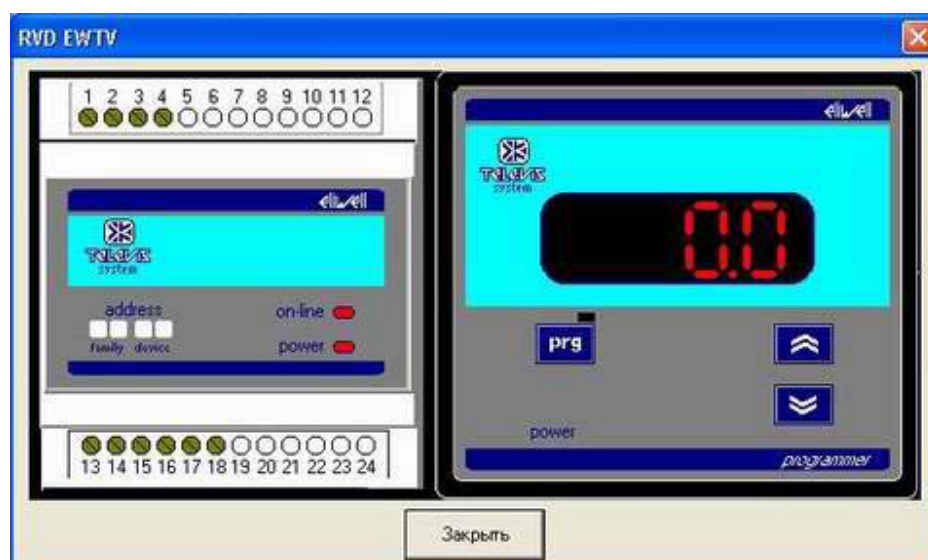 RVD EWTV
1 2 3 4 5 6 7 8 9 10 11 12
eliwell
TELEVIS
system
address
on-line
family device
power
13 14 15 16 17 18 19 20 21 22 23 24
eliwell
TELEVIS
system
0.0
prg
power
programmer
Закрыть